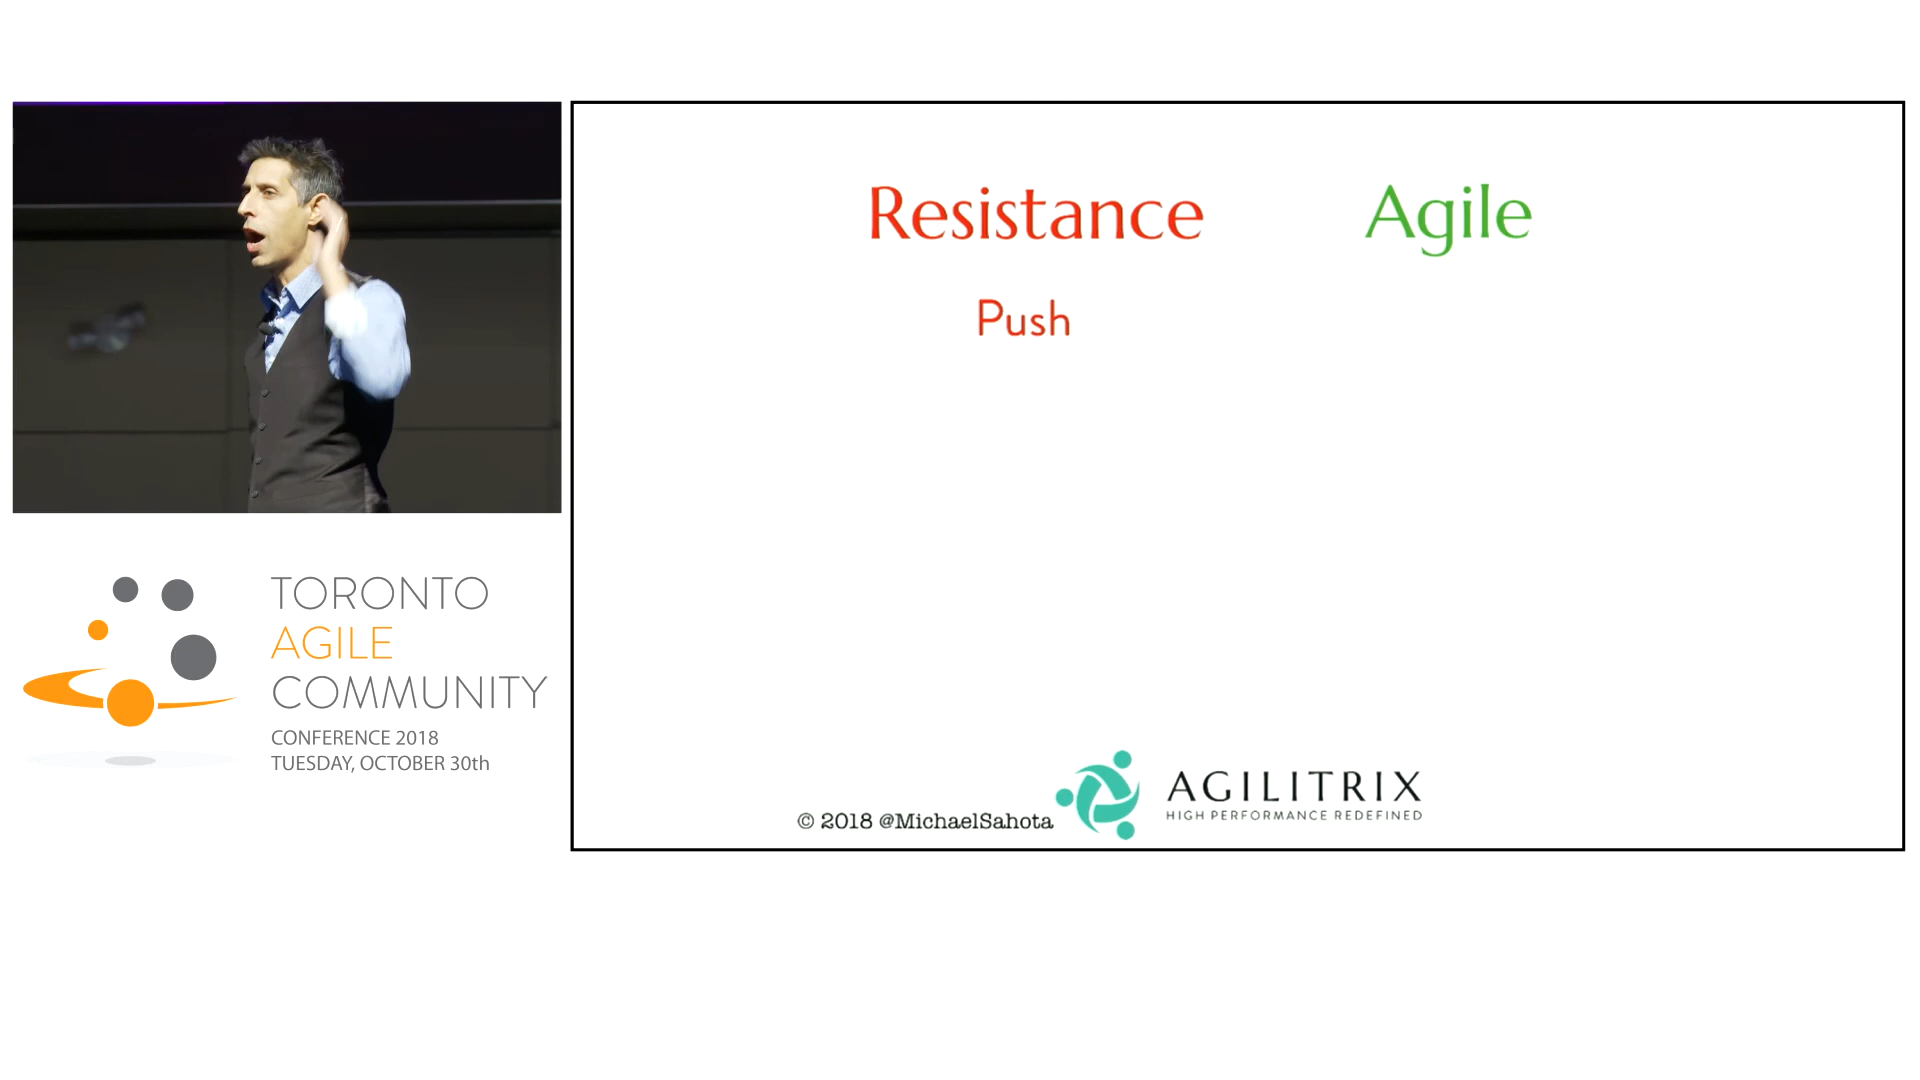 Resistance Agile
Push
© 2018 @MichaelSahota
AGILITRIX
HIGH PERFORMANCE REDEFINED
TORONTO
AGILE
COMMUNITY
CONFERENCE 2018
TUESDAY, OCTOBER 30th